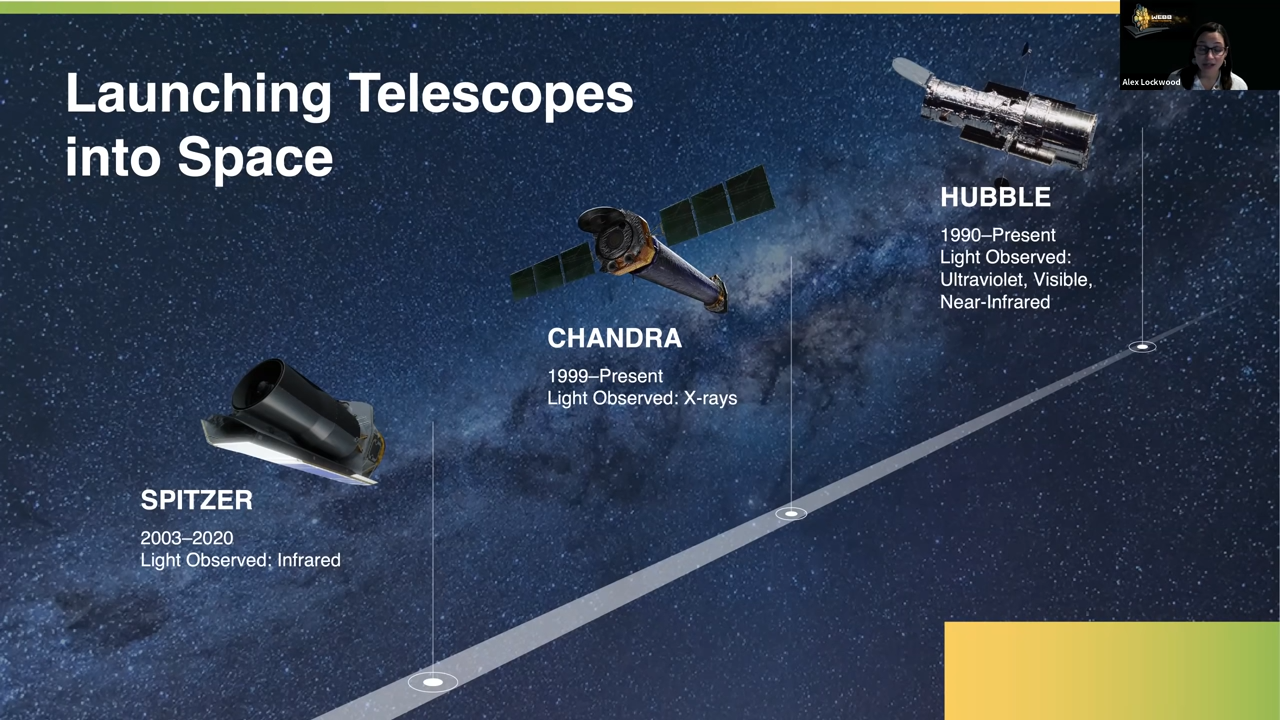 Launching Telescopes
into Space
WEBB
Alex Lockwood
HUBBLE
1990–Present
Light Observed:
Ultraviolet, Visible,
Near-Infrared
CHANDRA
1999–Present
Light Observed: X-rays
SPITZER
2003–2020
Light Observed: Infrared